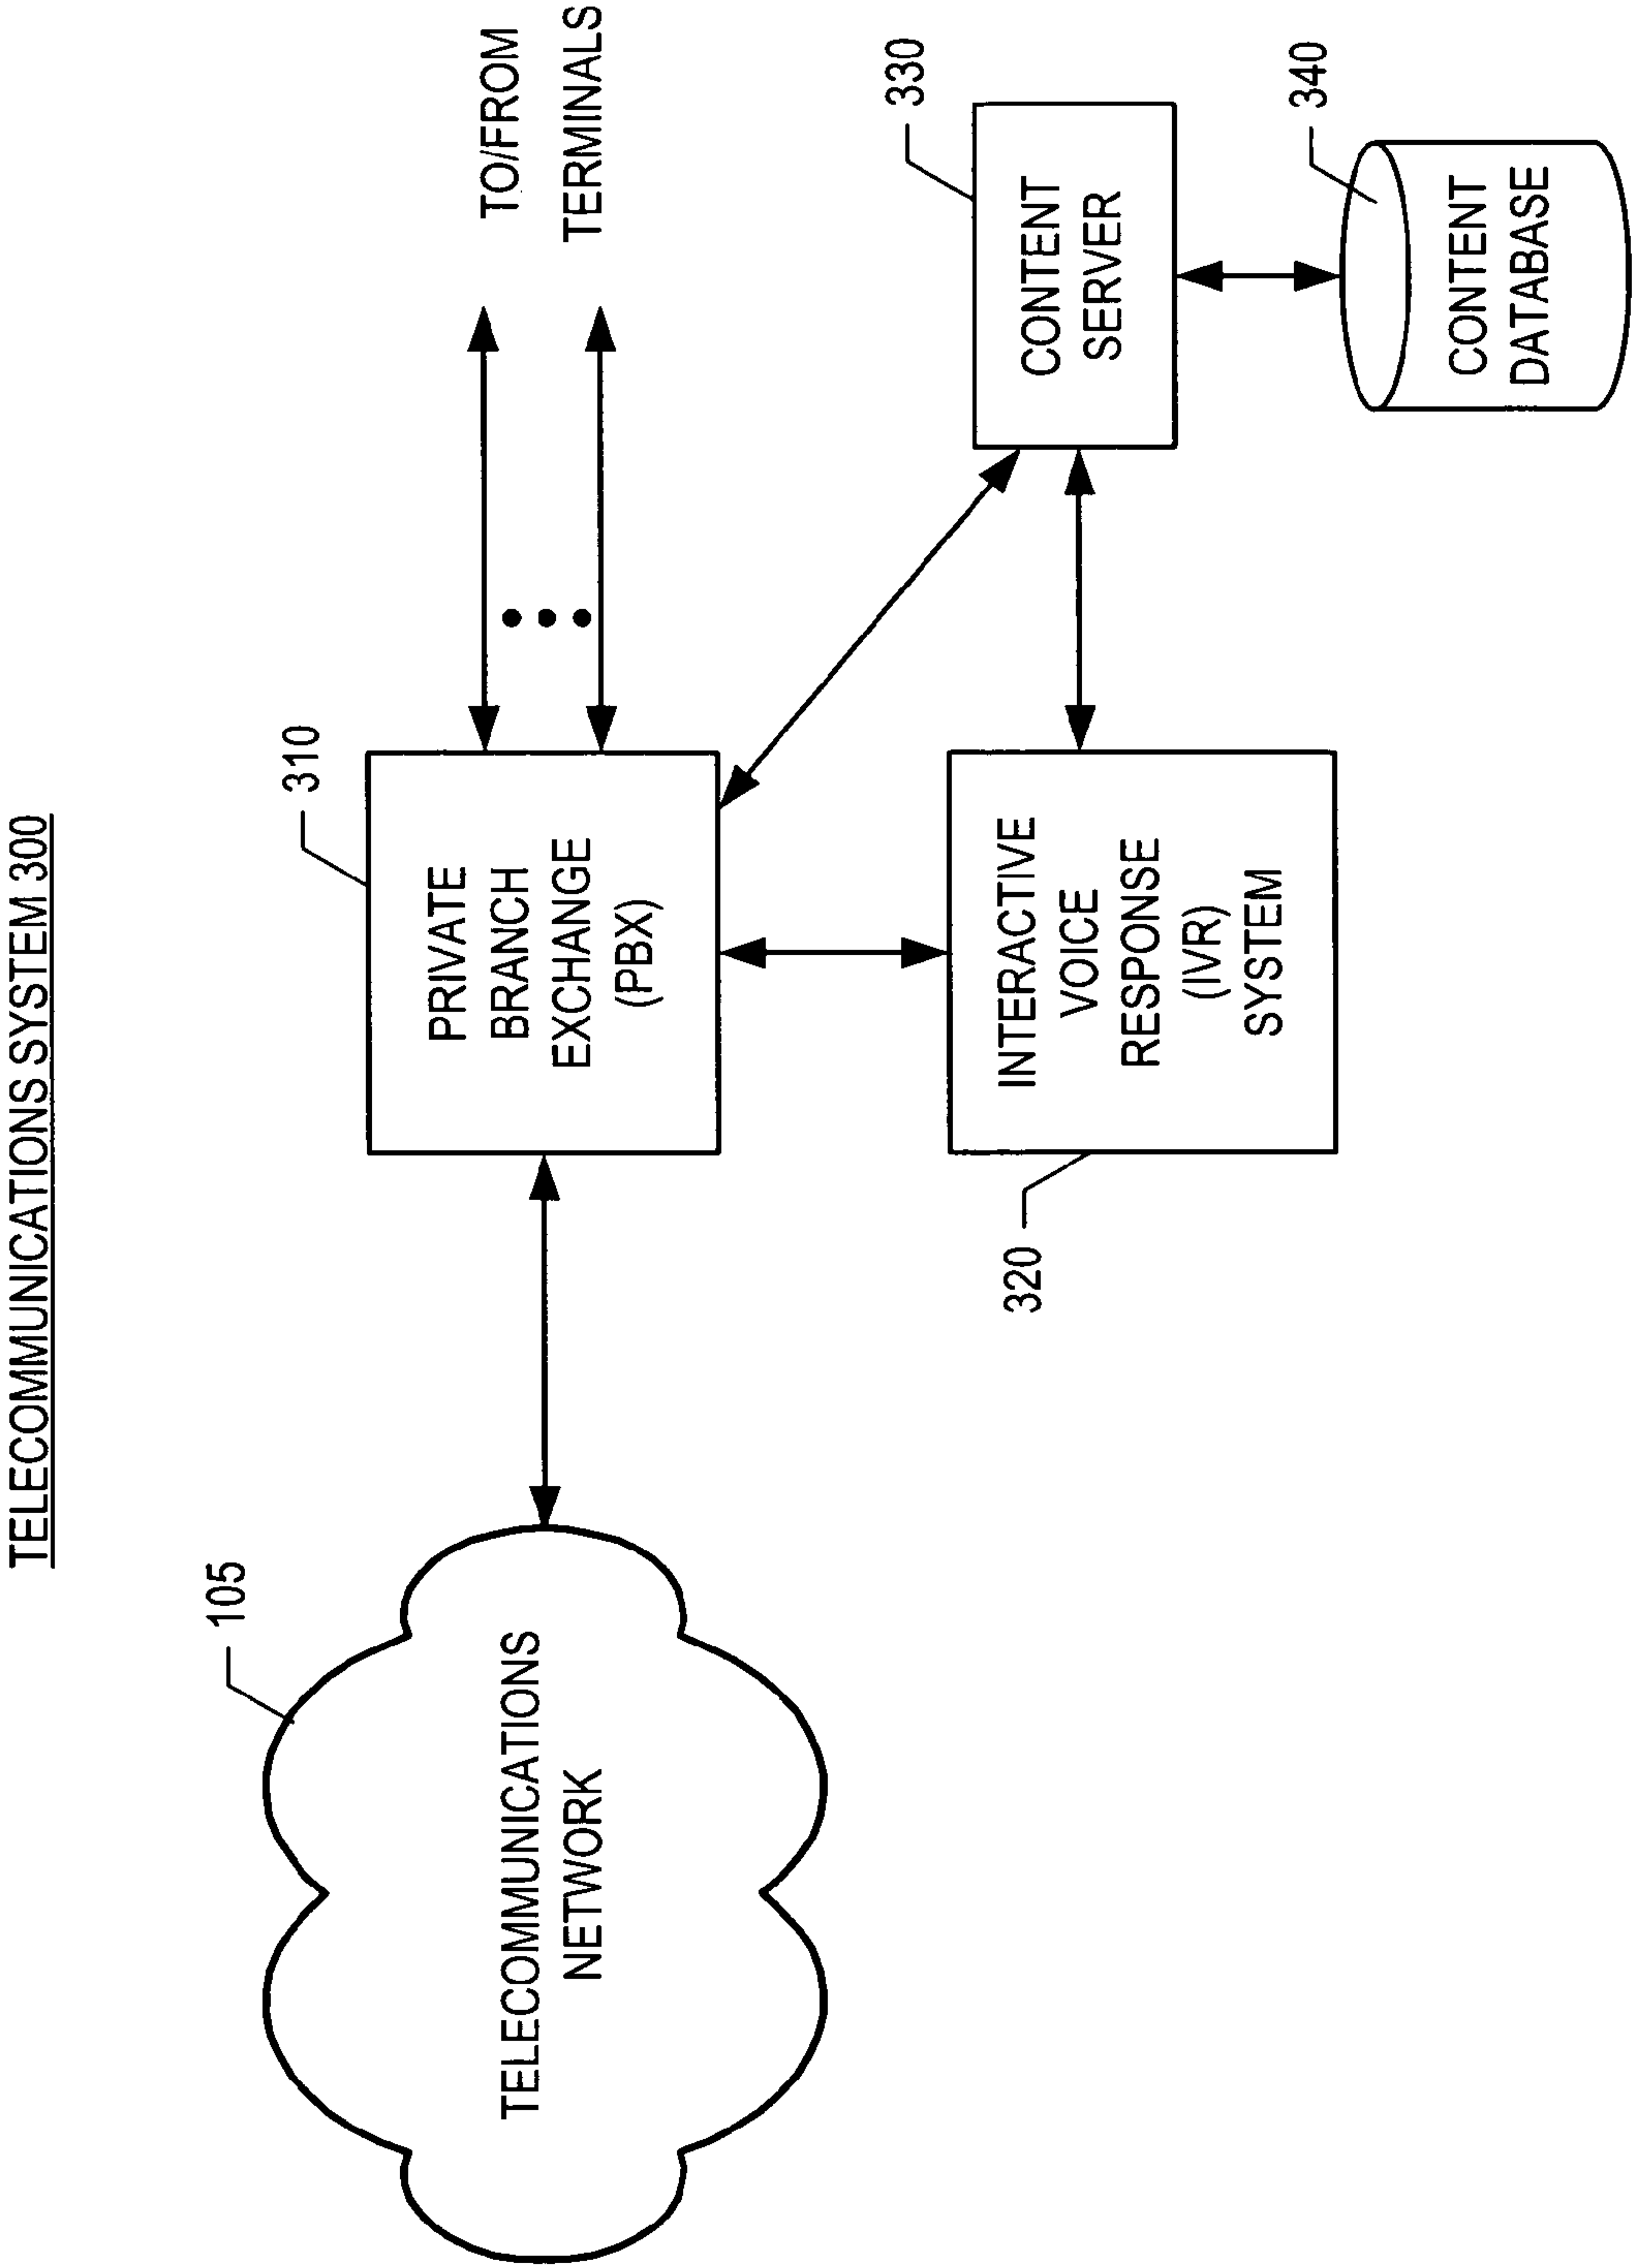 TELECOMMUNICATIONS SYSTEM 300
105
TELECOMMUNICATIONS
NETWORK
310
PRIVATE
BRANCH
EXCHANGE
(PBX)
TO/FROM
TERMINALS
320
INTERACTIVE
VOICE
RESPONSE
(IVR)
SYSTEM
330
CONTENT
SERVER
340
CONTENT
DATABASE